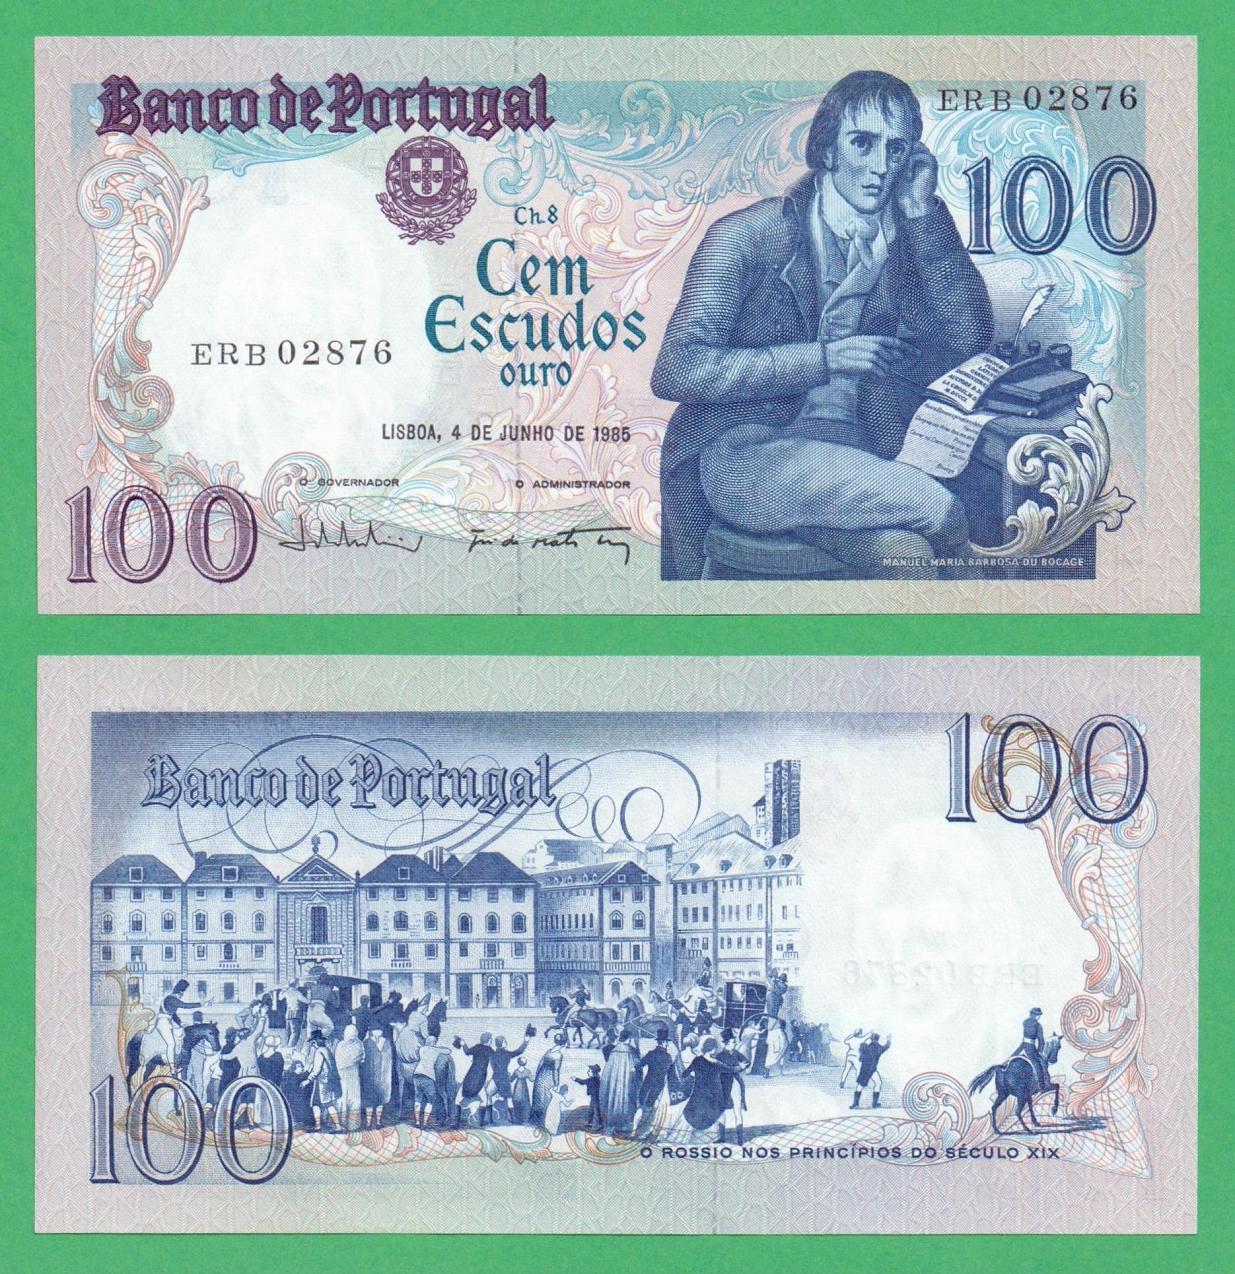 Banco de Portugal
ERB 02876
100
Ch.8
Cem
Escudos
ouro
ERB 02876
LISBOA, 4 DE JUNHO DE 1985
O GOVERNADOR
O ADMINISTRADOR
100
MANUEL MARIA BARBOSA DU BOCAGE
Banco de Portugal
100
100
O ROSSIO NOS PRINCÍPIOS DO SÉCULO XIX